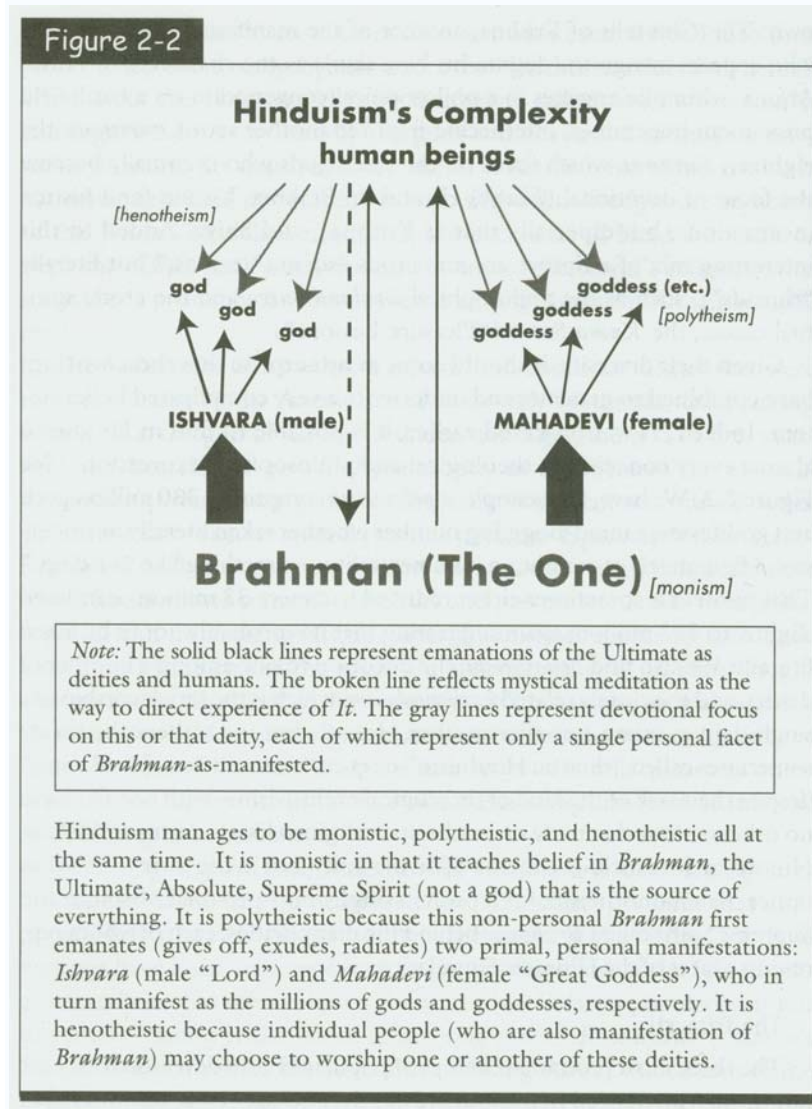 Figure 2-2
Hinduism's Complexity
human beings
[henotheism]
god
god
god
goddess (etc.)
goddess
goddess
[polytheism]
ISHVARA (male)
MAHADEVI (female)
Brahman (The One) [monism]
Note: The solid black lines represent emanations of the Ultimate as
deities and humans. The broken line reflects mystical meditation as the
way to direct experience of It. The gray lines represent devotional focus
on this or that deity, each of which represent only a single personal facet
of Brahman-as-manifested.
Hinduism manages to be monistic, polytheistic, and henotheistic all at
the same time. It is monistic in that it teaches belief in Brahman, the
Ultimate, Absolute, Supreme Spirit (not a god) that is the source of
everything. It is polytheistic because this non-personal Brahman first
emanates (gives off, exudes, radiates) two primal, personal manifestations:
Ishvara (male “Lord”) and Mahadevi (female “Great Goddess”), who in
turn manifest as the millions of gods and goddesses, respectively. It is
henotheistic because individual people (who are also manifestation of
Brahman) may choose to worship one or another of these deities.